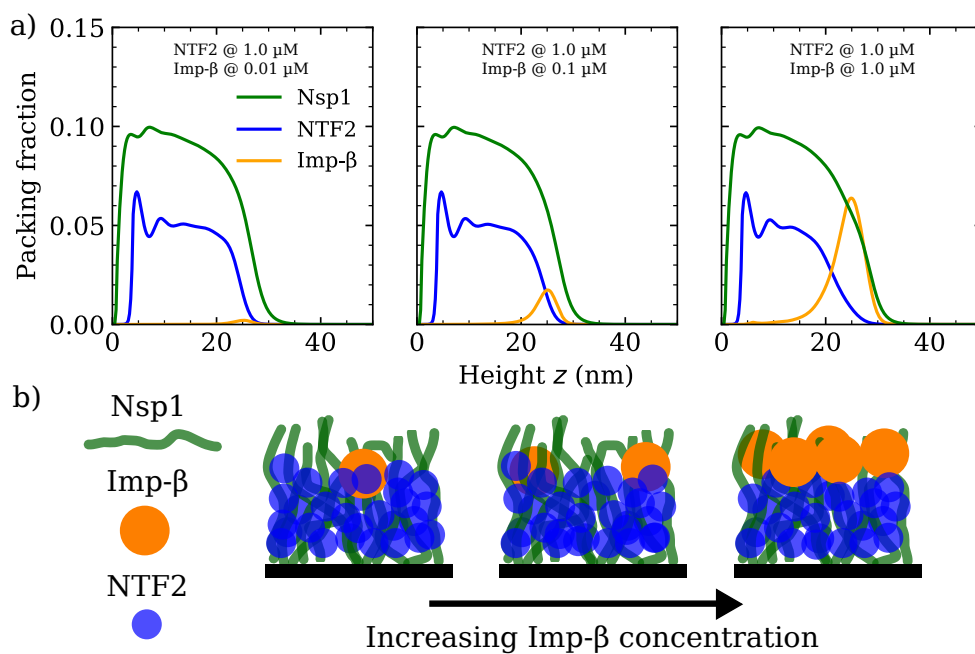 a)
NTF2 @ 1.0 μM
Imp-β @ 0.01 μM
NTF2 @ 1.0 μM
Imp-β @ 0.1 μM
NTF2 @ 1.0 μM
Imp-β @ 1.0 μM
Nsp1
NTF2
Imp-β
Packing fraction
0.15
0.10
0.05
0.00
0 20 40
0 20 40
0 20 40
Height z (nm)
b)
Nsp1
Imp-β
NTF2
Increasing Imp-β concentration